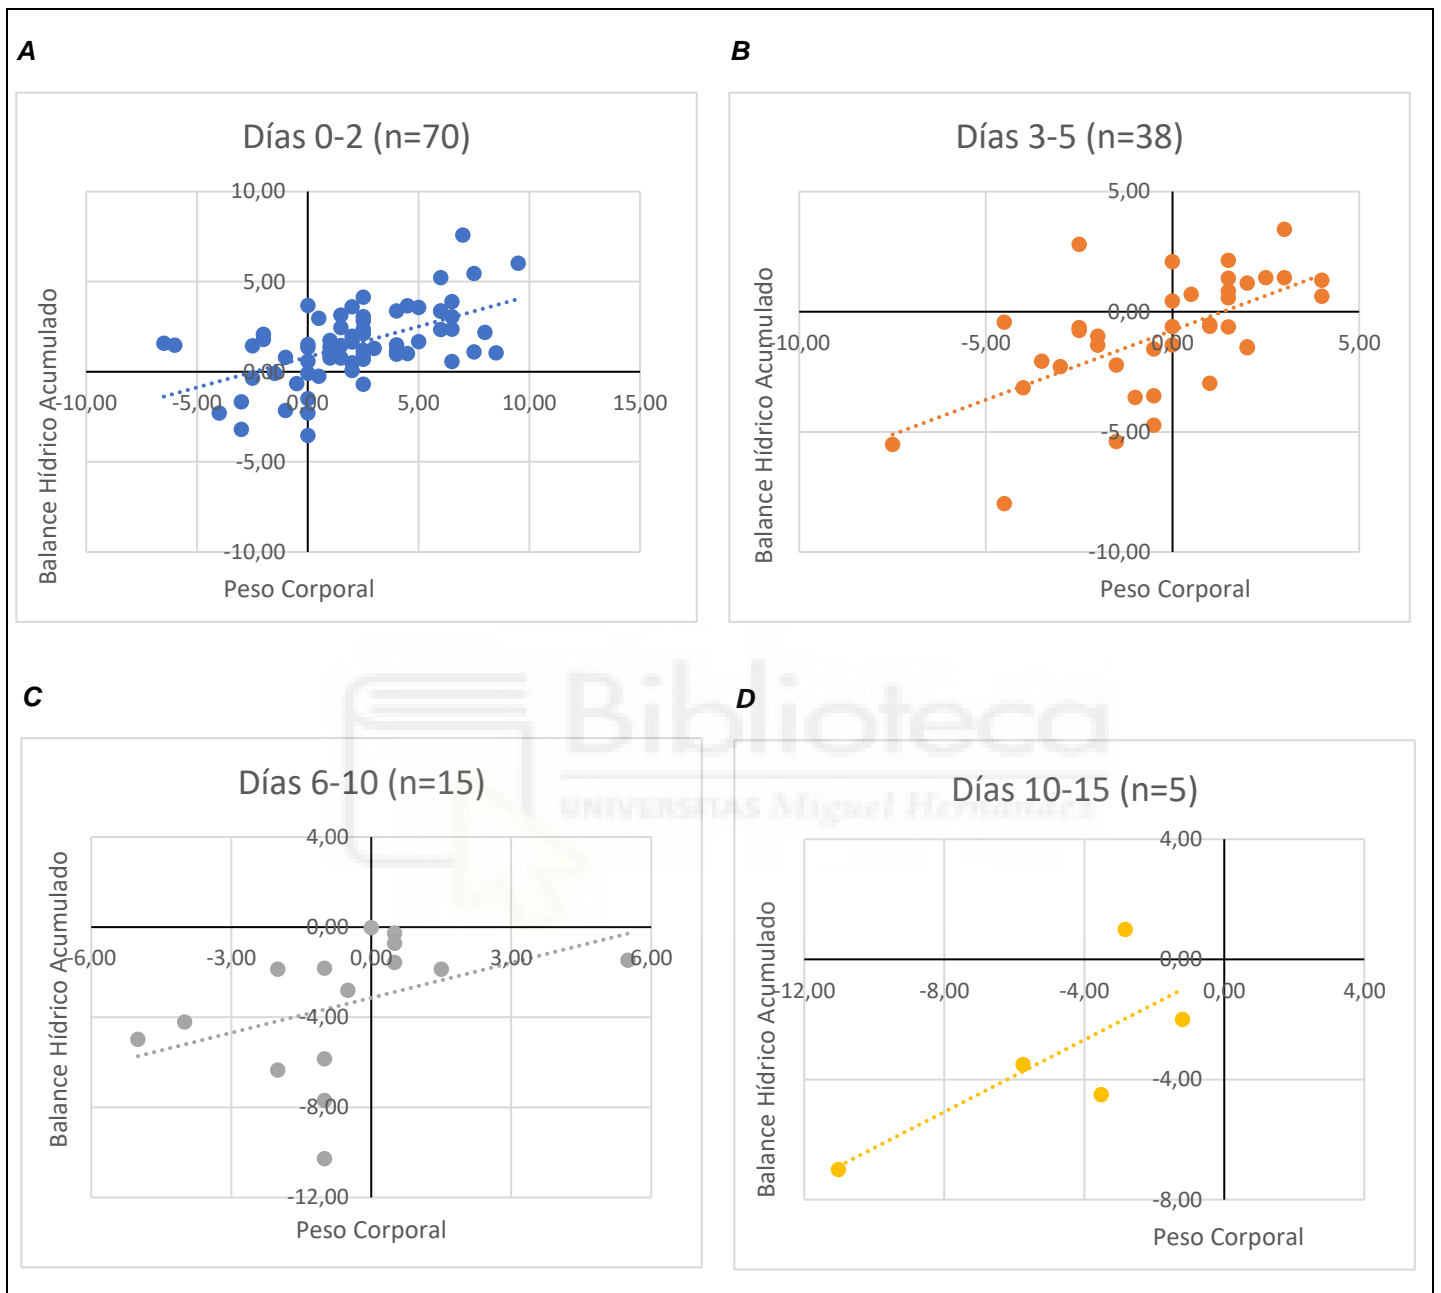 A
Días 0-2 (n=70)
10,00
5,00
0,00
-10,00
-5,00
0,00
5,00
10,00
15,00
-5,00
-10,00
Balance Hídrico Acumulado
Peso Corporal
B
Días 3-5 (n=38)
5,00
0,00
-10,00
-5,00
0,00
5,00
-5,00
-10,00
Balance Hídrico Acumulado
Peso Corporal
Biblioteca
UNIVERSITAS Miguel Hernández
C
Días 6-10 (n=15)
4,00
0,00
-6,00
-3,00
0,00
3,00
6,00
-4,00
-8,00
-12,00
Balance Hídrico Acumulado
Peso Corporal
D
Días 10-15 (n=5)
4,00
0,00
-12,00
-8,00
-4,00
0,00
4,00
-4,00
-8,00
Balance Hídrico Acumulado
Peso Corporal